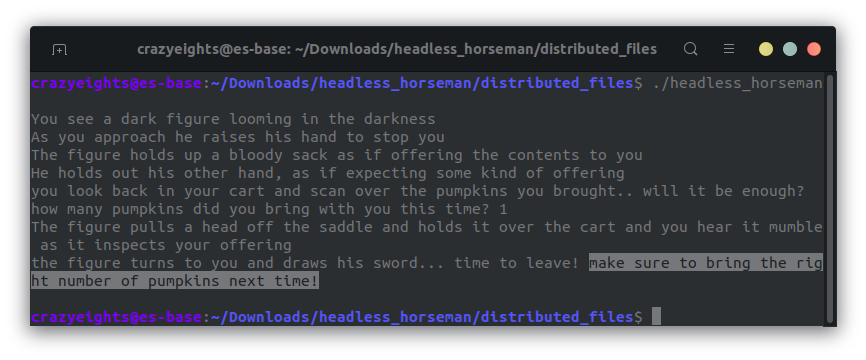 crazyeights@es-base: ~/Downloads/headless_horseman/distributed_files
crazyeights@es-base:~/Downloads/headless_horseman/distributed_files$ ./headless_horseman
You see a dark figure looming in the darkness
As you approach he raises his hand to stop you
The figure holds up a bloody sack as if offering the contents to you
He holds out his other hand, as if expecting some kind of offering
you look back in your cart and scan over the pumpkins you brought.. will it be enough?
how many pumpkins did you bring with you this time? 1
The figure pulls a head off the saddle and holds it over the cart and you hear it mumble
 as it inspects your offering
the figure turns to you and draws his sword... time to leave! make sure to bring the rig
ht number of pumpkins next time!
crazyeights@es-base:~/Downloads/headless_horseman/distributed_files$